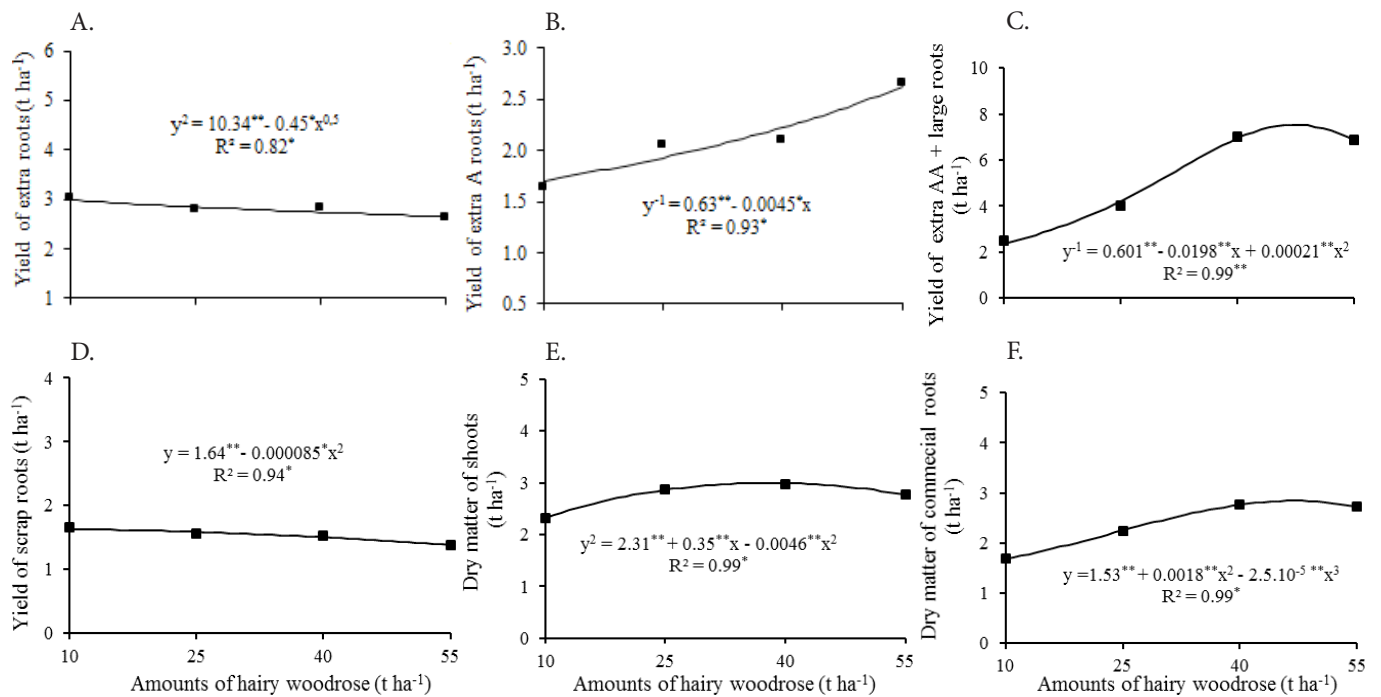 A.
Yield of extra roots (t ha⁻¹)
6
5
4
3
2
1
y² = 10.34** - 0.45*x⁰,⁵
R² = 0.82*
B.
Yield of extra A roots (t ha⁻¹)
3.0
2.5
2.0
1.5
1.0
0.5
y⁻¹ = 0.63** - 0.0045*x
R² = 0.93*
C.
Yield of extra AA + large roots
(t ha⁻¹)
10
8
6
4
2
0
y⁻¹ = 0.601** - 0.0198**x + 0.00021**x²
R² = 0.99**
D.
Yield of scrap roots (t ha⁻¹)
4
3
2
1
0
y = 1.64** - 0.000085*x²
R² = 0.94*
10 25 40 55
Amounts of hairy woodrose (t ha⁻¹)
E.
Dry matter of shoots
(t ha⁻¹)
5
4
3
2
1
0
y² = 2.31** + 0.35**x - 0.0046**x²
R² = 0.99*
10 25 40 55
Amounts of hairy woodrose (t ha⁻¹)
F.
Dry matter of commecial roots
(t ha⁻¹)
5
4
3
2
1
0
y =1.53** + 0.0018**x² - 2.5.10⁻⁵ **x³
R² = 0.99*
10 25 40 55
Amounts of hairy woodrose (t ha⁻¹)